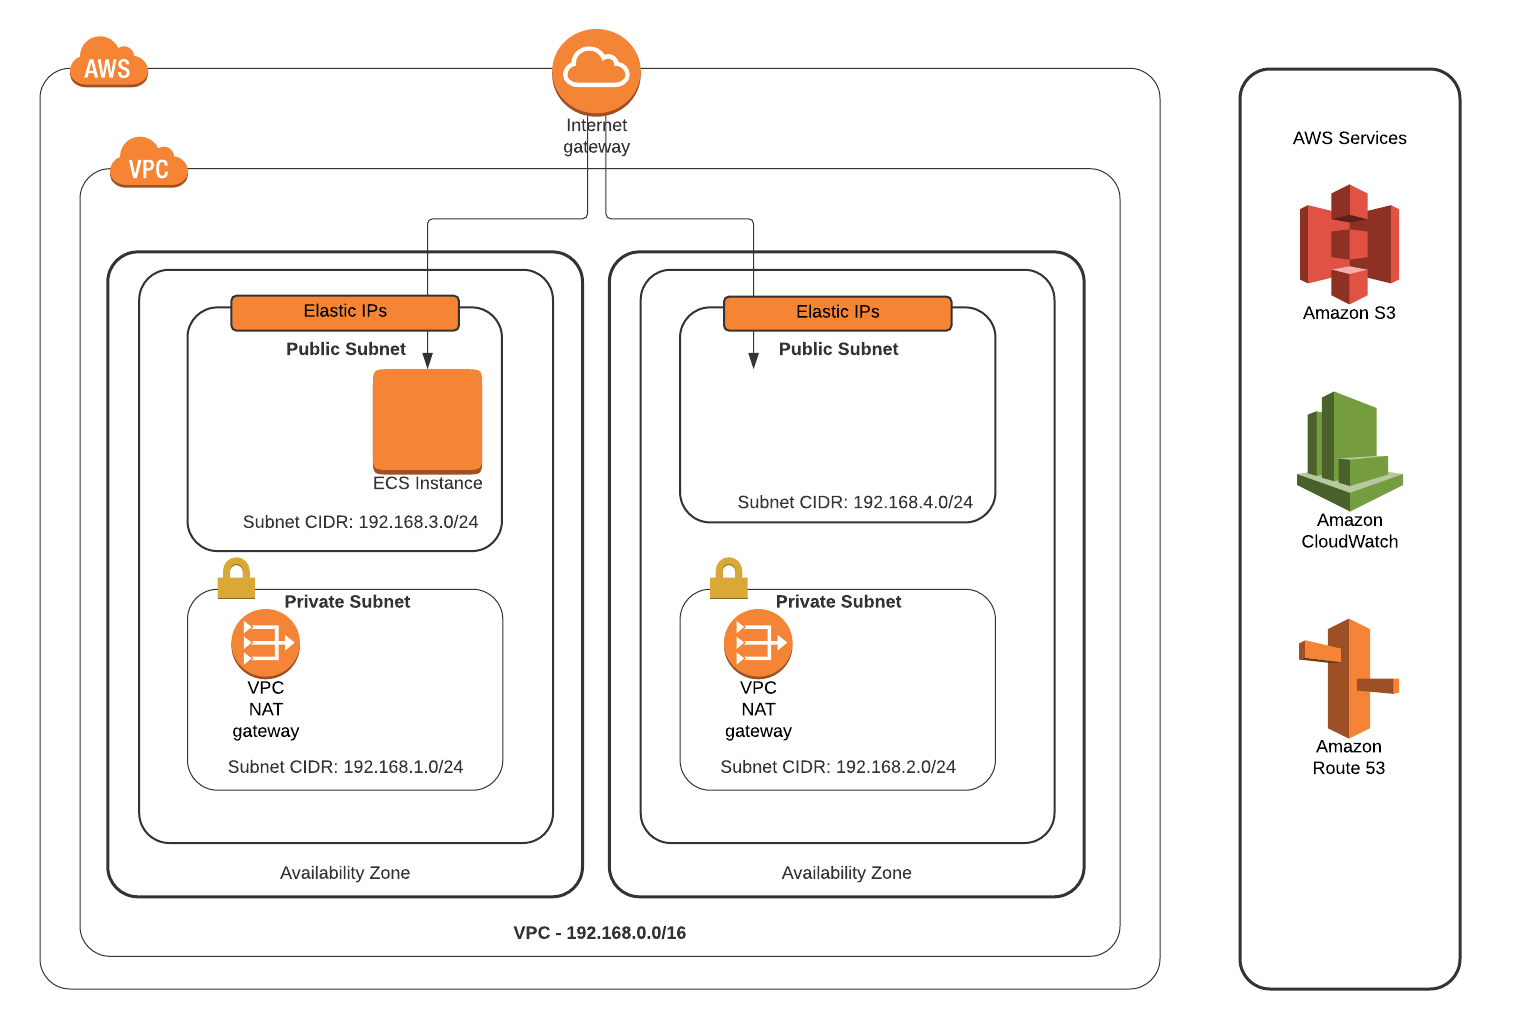 AWS
Internet
gateway
VPC
Elastic IPs
Public Subnet
ECS Instance
Subnet CIDR: 192.168.3.0/24
Private Subnet
VPC
NAT
gateway
Subnet CIDR: 192.168.1.0/24
Availability Zone
Elastic IPs
Public Subnet
Subnet CIDR: 192.168.4.0/24
Private Subnet
VPC
NAT
gateway
Subnet CIDR: 192.168.2.0/24
Availability Zone
VPC - 192.168.0.0/16
AWS Services
Amazon S3
Amazon
CloudWatch
Amazon
Route 53